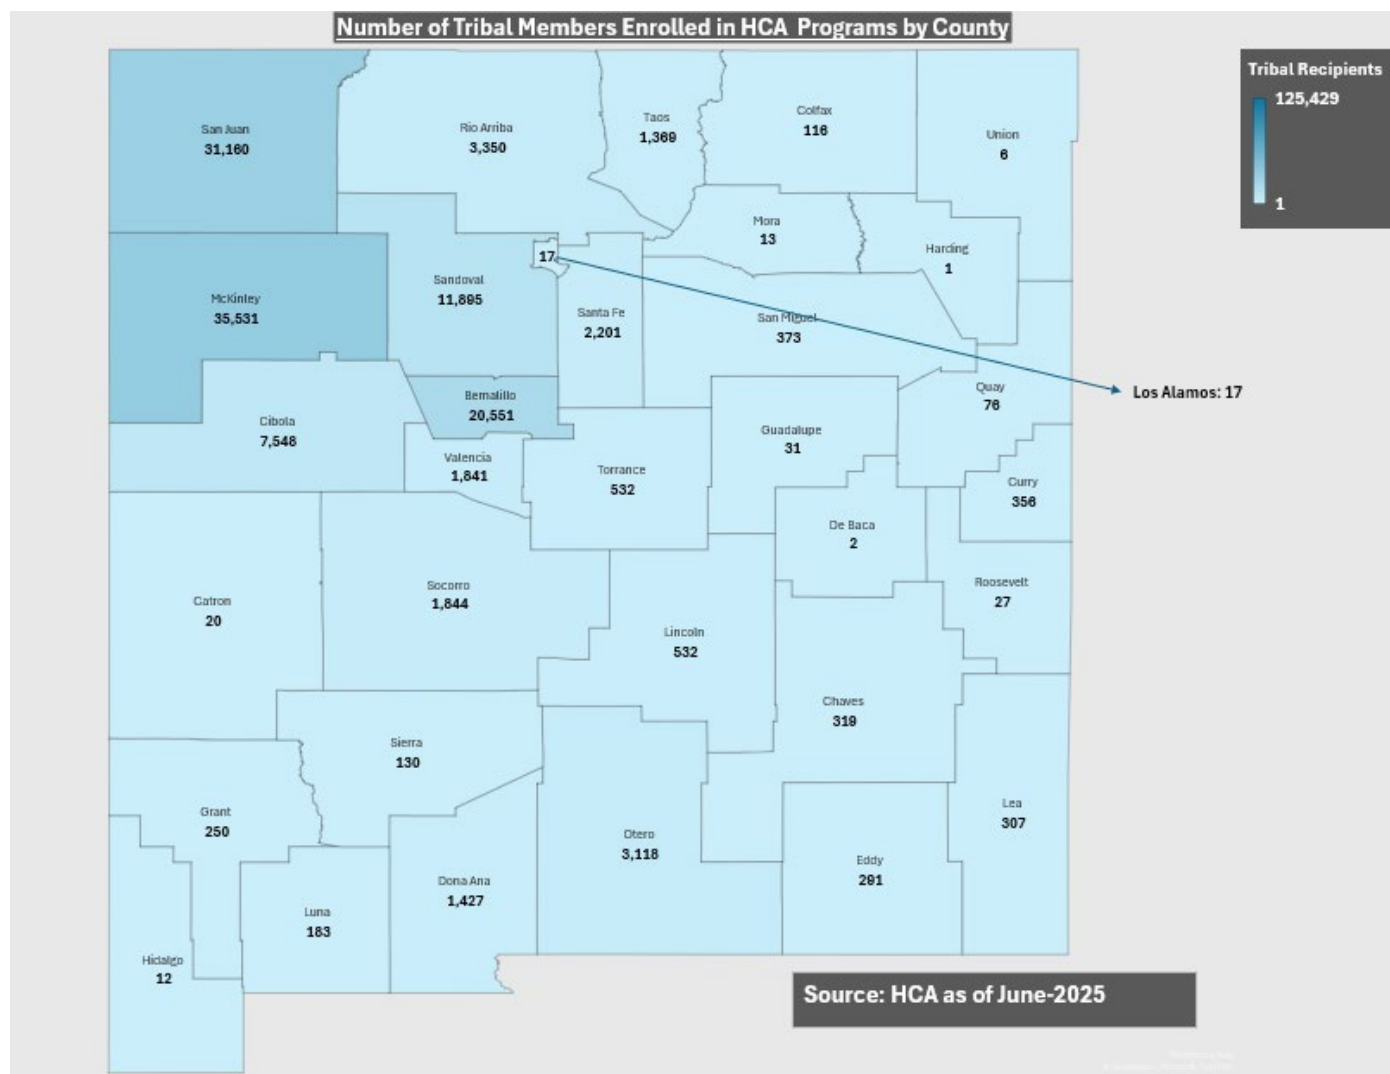 Number of Tribal Members Enrolled in HCA Programs by County
Tribal Recipients
125,429
1
San Juan
31,160
Rio Arriba
3,350
Taos
1,369
Colfax
116
Union
6
Mora
13
Harding
1
17
Sandoval
11,895
McKinley
35,531
Santa Fe
2,201
San Miguel
373
Los Alamos: 17
Quay
76
Bernalillo
20,551
Cibola
7,548
Guadalupe
31
Valencia
1,841
Torrance
532
Curry
356
De Baca
2
Roosevelt
27
Socorro
1,844
Catron
20
Lincoln
532
Chaves
319
Sierra
130
Grant
250
Lea
307
Otero
3,118
Eddy
291
Dona Ana
1,427
Luna
183
Hidalgo
12
Source: HCA as of June-2025